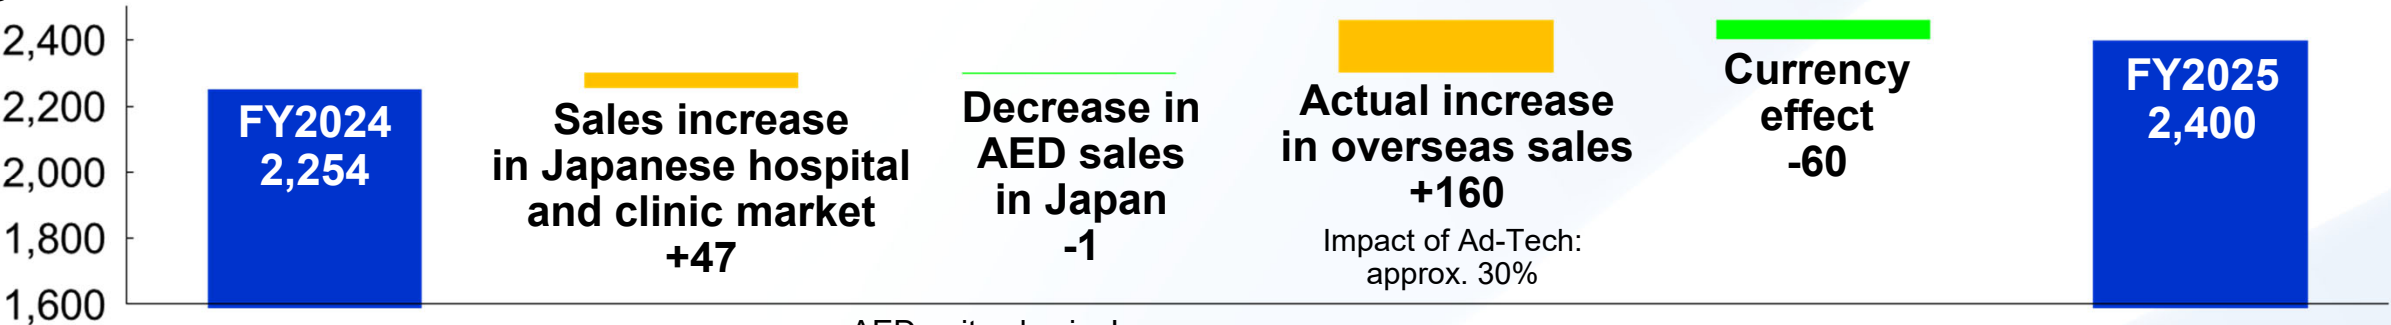 2,400
2,200
2,000
1,800
1,600
FY2024
2,254
Sales increase
in Japanese hospital
and clinic market
+47
Decrease in
AED sales
in Japan
-1
Actual increase
in overseas sales
+160
Impact of Ad-Tech:
approx. 30%
Currency
effect
-60
FY2025
2,400